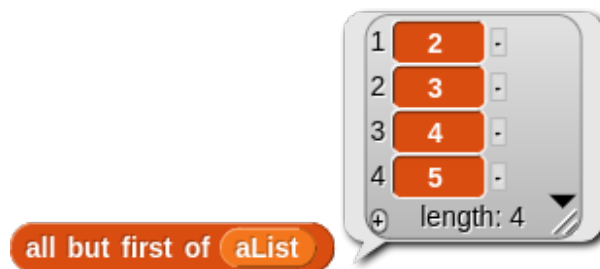 1 2 -
2 3 -
3 4 -
4 5 -
+ length: 4
all but first of aList